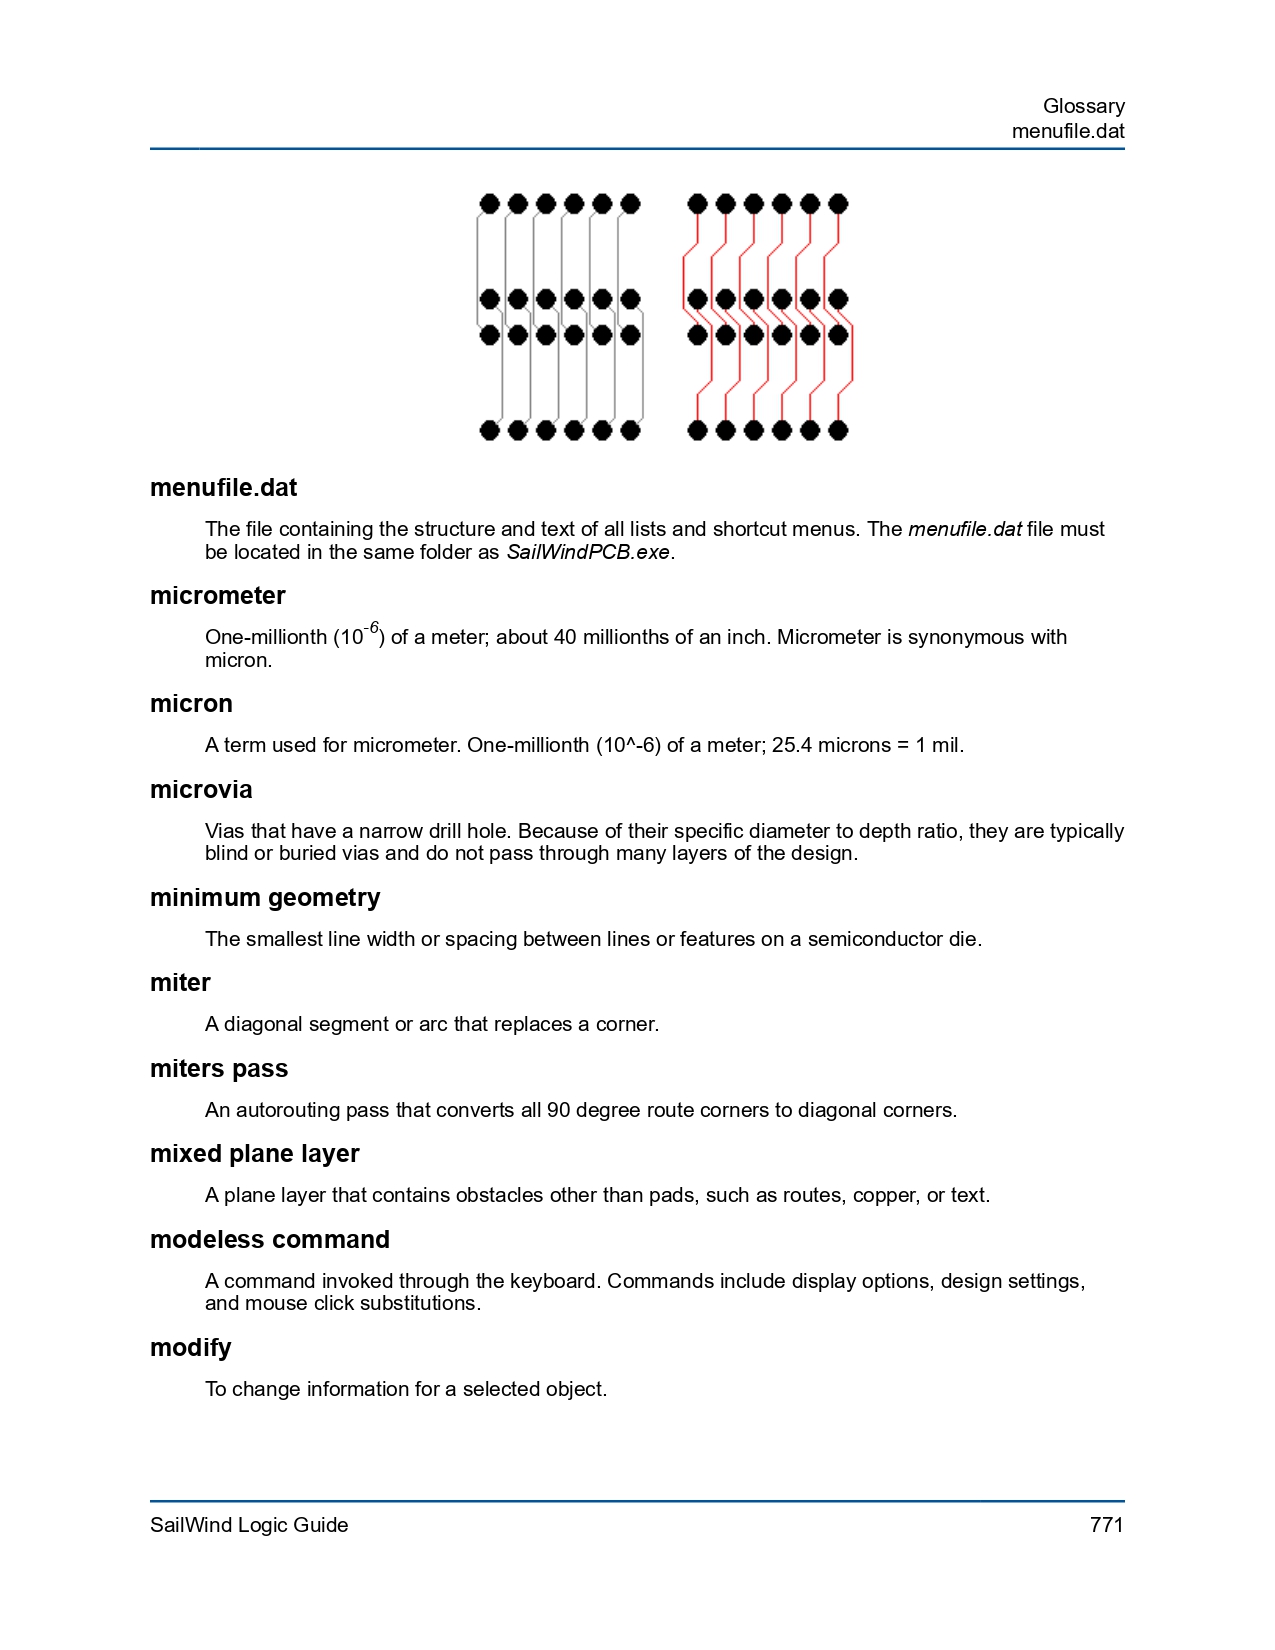 Glossary
menufile.dat
menufile.dat
The file containing the structure and text of all lists and shortcut menus. The menufile.dat file must
be located in the same folder as SailWindPCB.exe.
micrometer
One-millionth (10-6) of a meter; about 40 millionths of an inch. Micrometer is synonymous with
micron.
micron
A term used for micrometer. One-millionth (10^-6) of a meter; 25.4 microns = 1 mil.
microvia
Vias that have a narrow drill hole. Because of their specific diameter to depth ratio, they are typically
blind or buried vias and do not pass through many layers of the design.
minimum geometry
The smallest line width or spacing between lines or features on a semiconductor die.
miter
A diagonal segment or arc that replaces a corner.
miters pass
An autorouting pass that converts all 90 degree route corners to diagonal corners.
mixed plane layer
A plane layer that contains obstacles other than pads, such as routes, copper, or text.
modeless command
A command invoked through the keyboard. Commands include display options, design settings,
and mouse click substitutions.
modify
To change information for a selected object.
SailWind Logic Guide
771